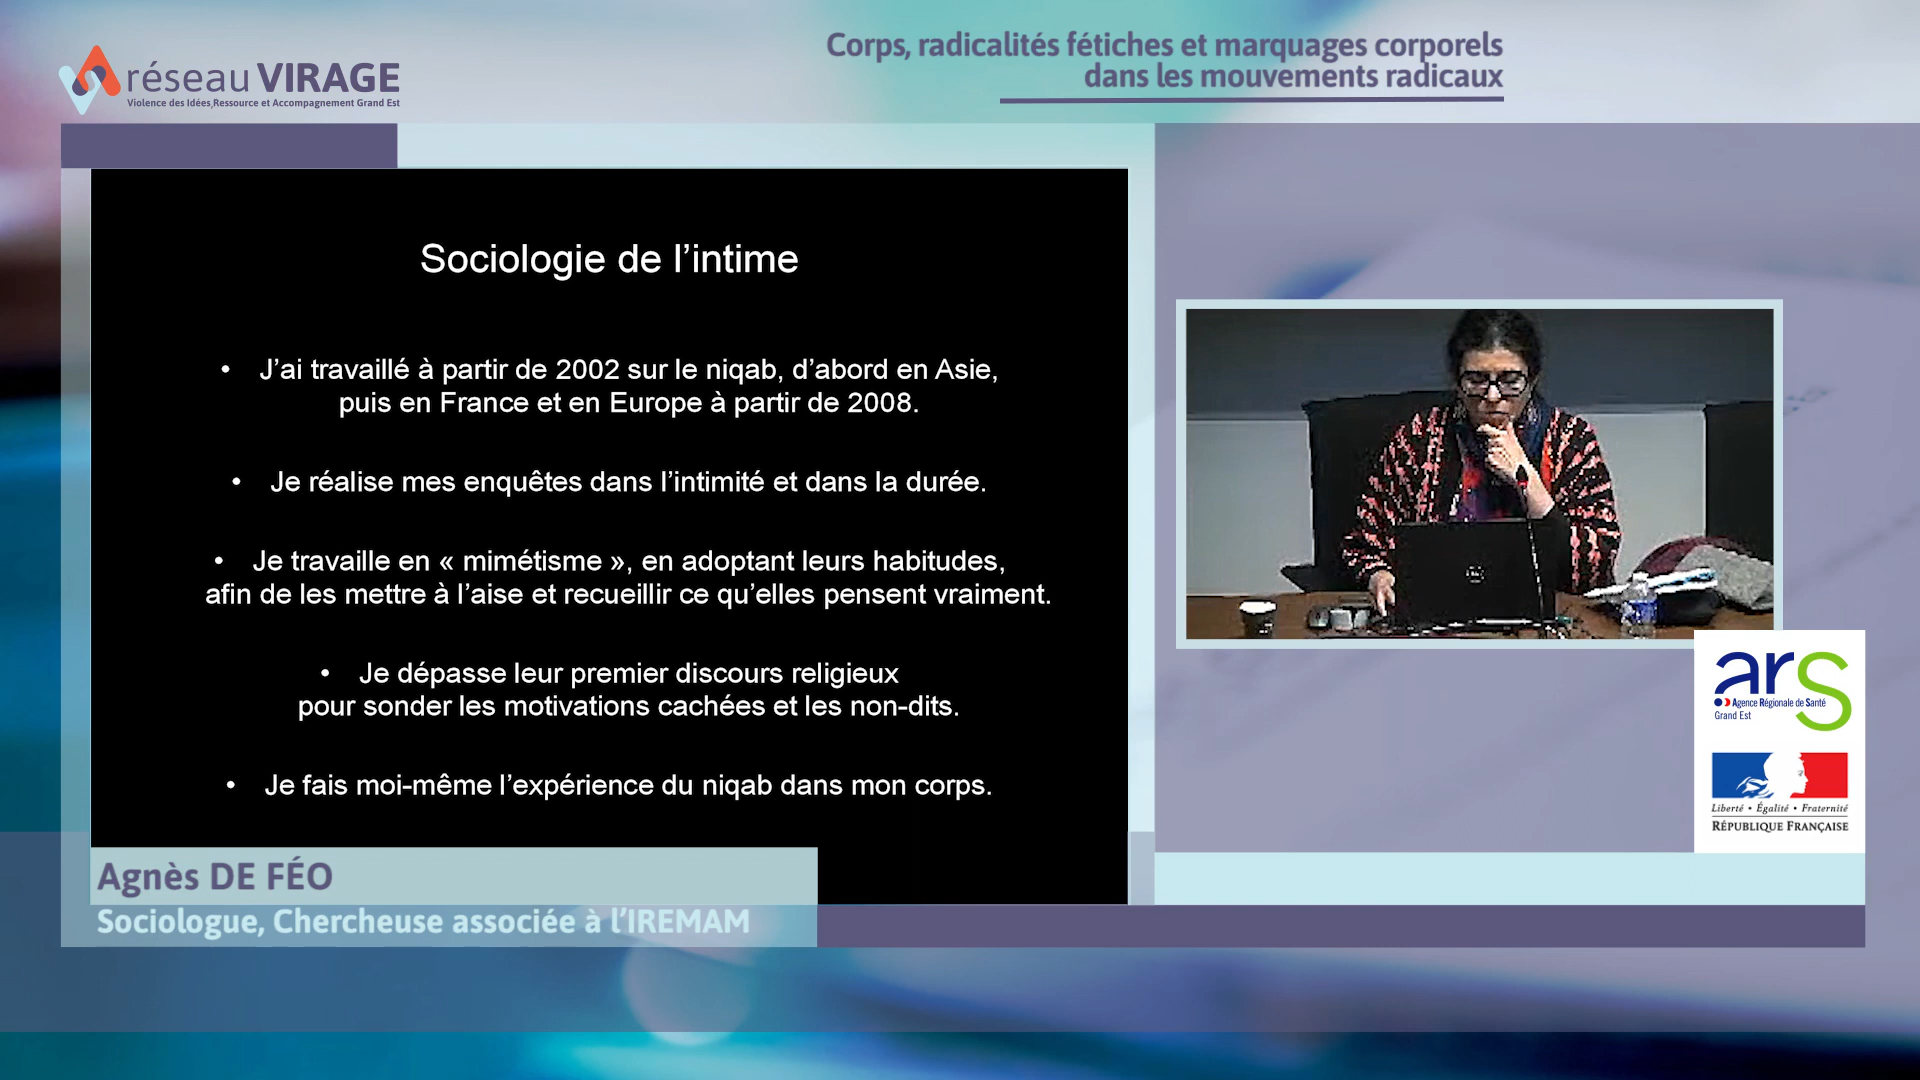 réseau VIRAGE
Violence des Idées,Ressource et Accompagnement Grand Est
Corps, radicalités fétiches et marquages corporels
dans les mouvements radicaux
Sociologie de l’intime
• J’ai travaillé à partir de 2002 sur le niqab, d’abord en Asie,
puis en France et en Europe à partir de 2008.
• Je réalise mes enquêtes dans l’intimité et dans la durée.
• Je travaille en « mimétisme », en adoptant leurs habitudes,
afin de les mettre à l’aise et recueillir ce qu’elles pensent vraiment.
• Je dépasse leur premier discours religieux
pour sonder les motivations cachées et les non-dits.
• Je fais moi-même l’expérience du niqab dans mon corps.
Agnès DE FÉO
Sociologue, Chercheuse associée à l’IREMAM
ars
Agence Régionale de Santé
Grand Est
Liberté • Égalité • Fraternité
RÉPUBLIQUE FRANÇAISE